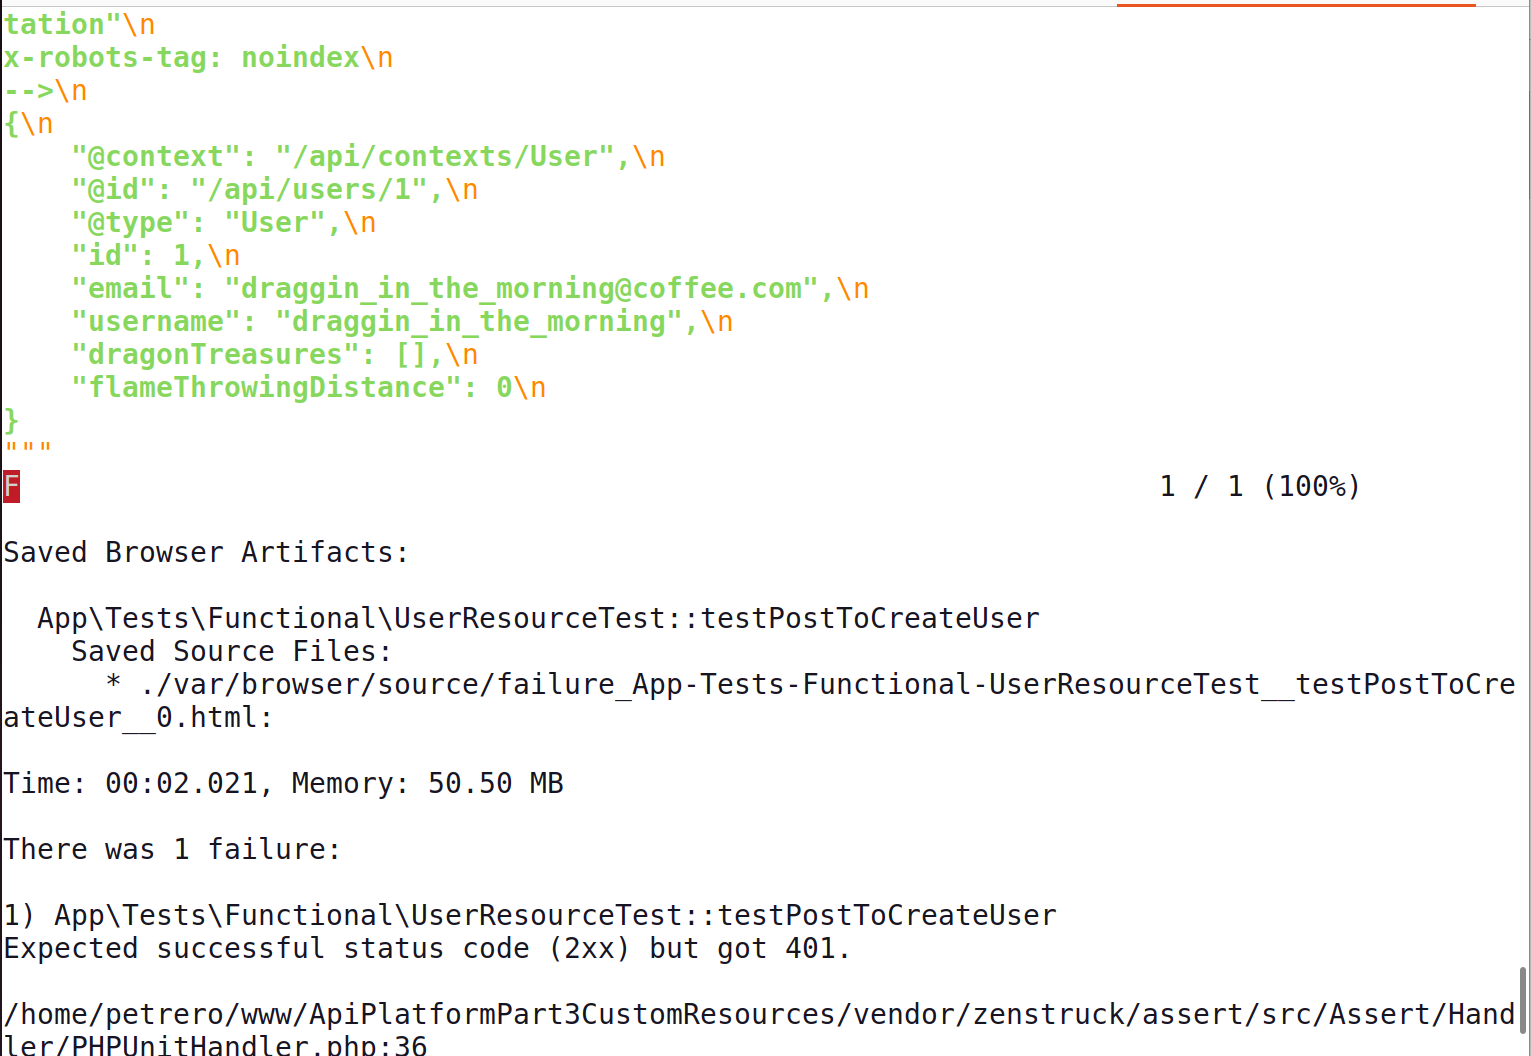 tation"\n
x-robots-tag: noindex\n
-->\n
{\n
    "@context": "/api/contexts/User",\n
    "@id": "/api/users/1",\n
    "@type": "User",\n
    "id": 1,\n
    "email": "draggin_in_the_morning@coffee.com",\n
    "username": "draggin_in_the_morning",\n
    "dragonTreasures": [],\n
    "flameThrowingDistance": 0\n
}
"""
F 1 / 1 (100%)
Saved Browser Artifacts:
  App\Tests\Functional\UserResourceTest::testPostToCreateUser
    Saved Source Files:
      * ./var/browser/source/failure_App-Tests-Functional-UserResourceTest__testPostToCre
ateUser__0.html:
Time: 00:02.021, Memory: 50.50 MB
There was 1 failure:
1) App\Tests\Functional\UserResourceTest::testPostToCreateUser
Expected successful status code (2xx) but got 401.
/home/petrero/www/ApiPlatformPart3CustomResources/vendor/zenstruck/assert/src/Assert/Hand
ler/PHPUnitHandler.php:36